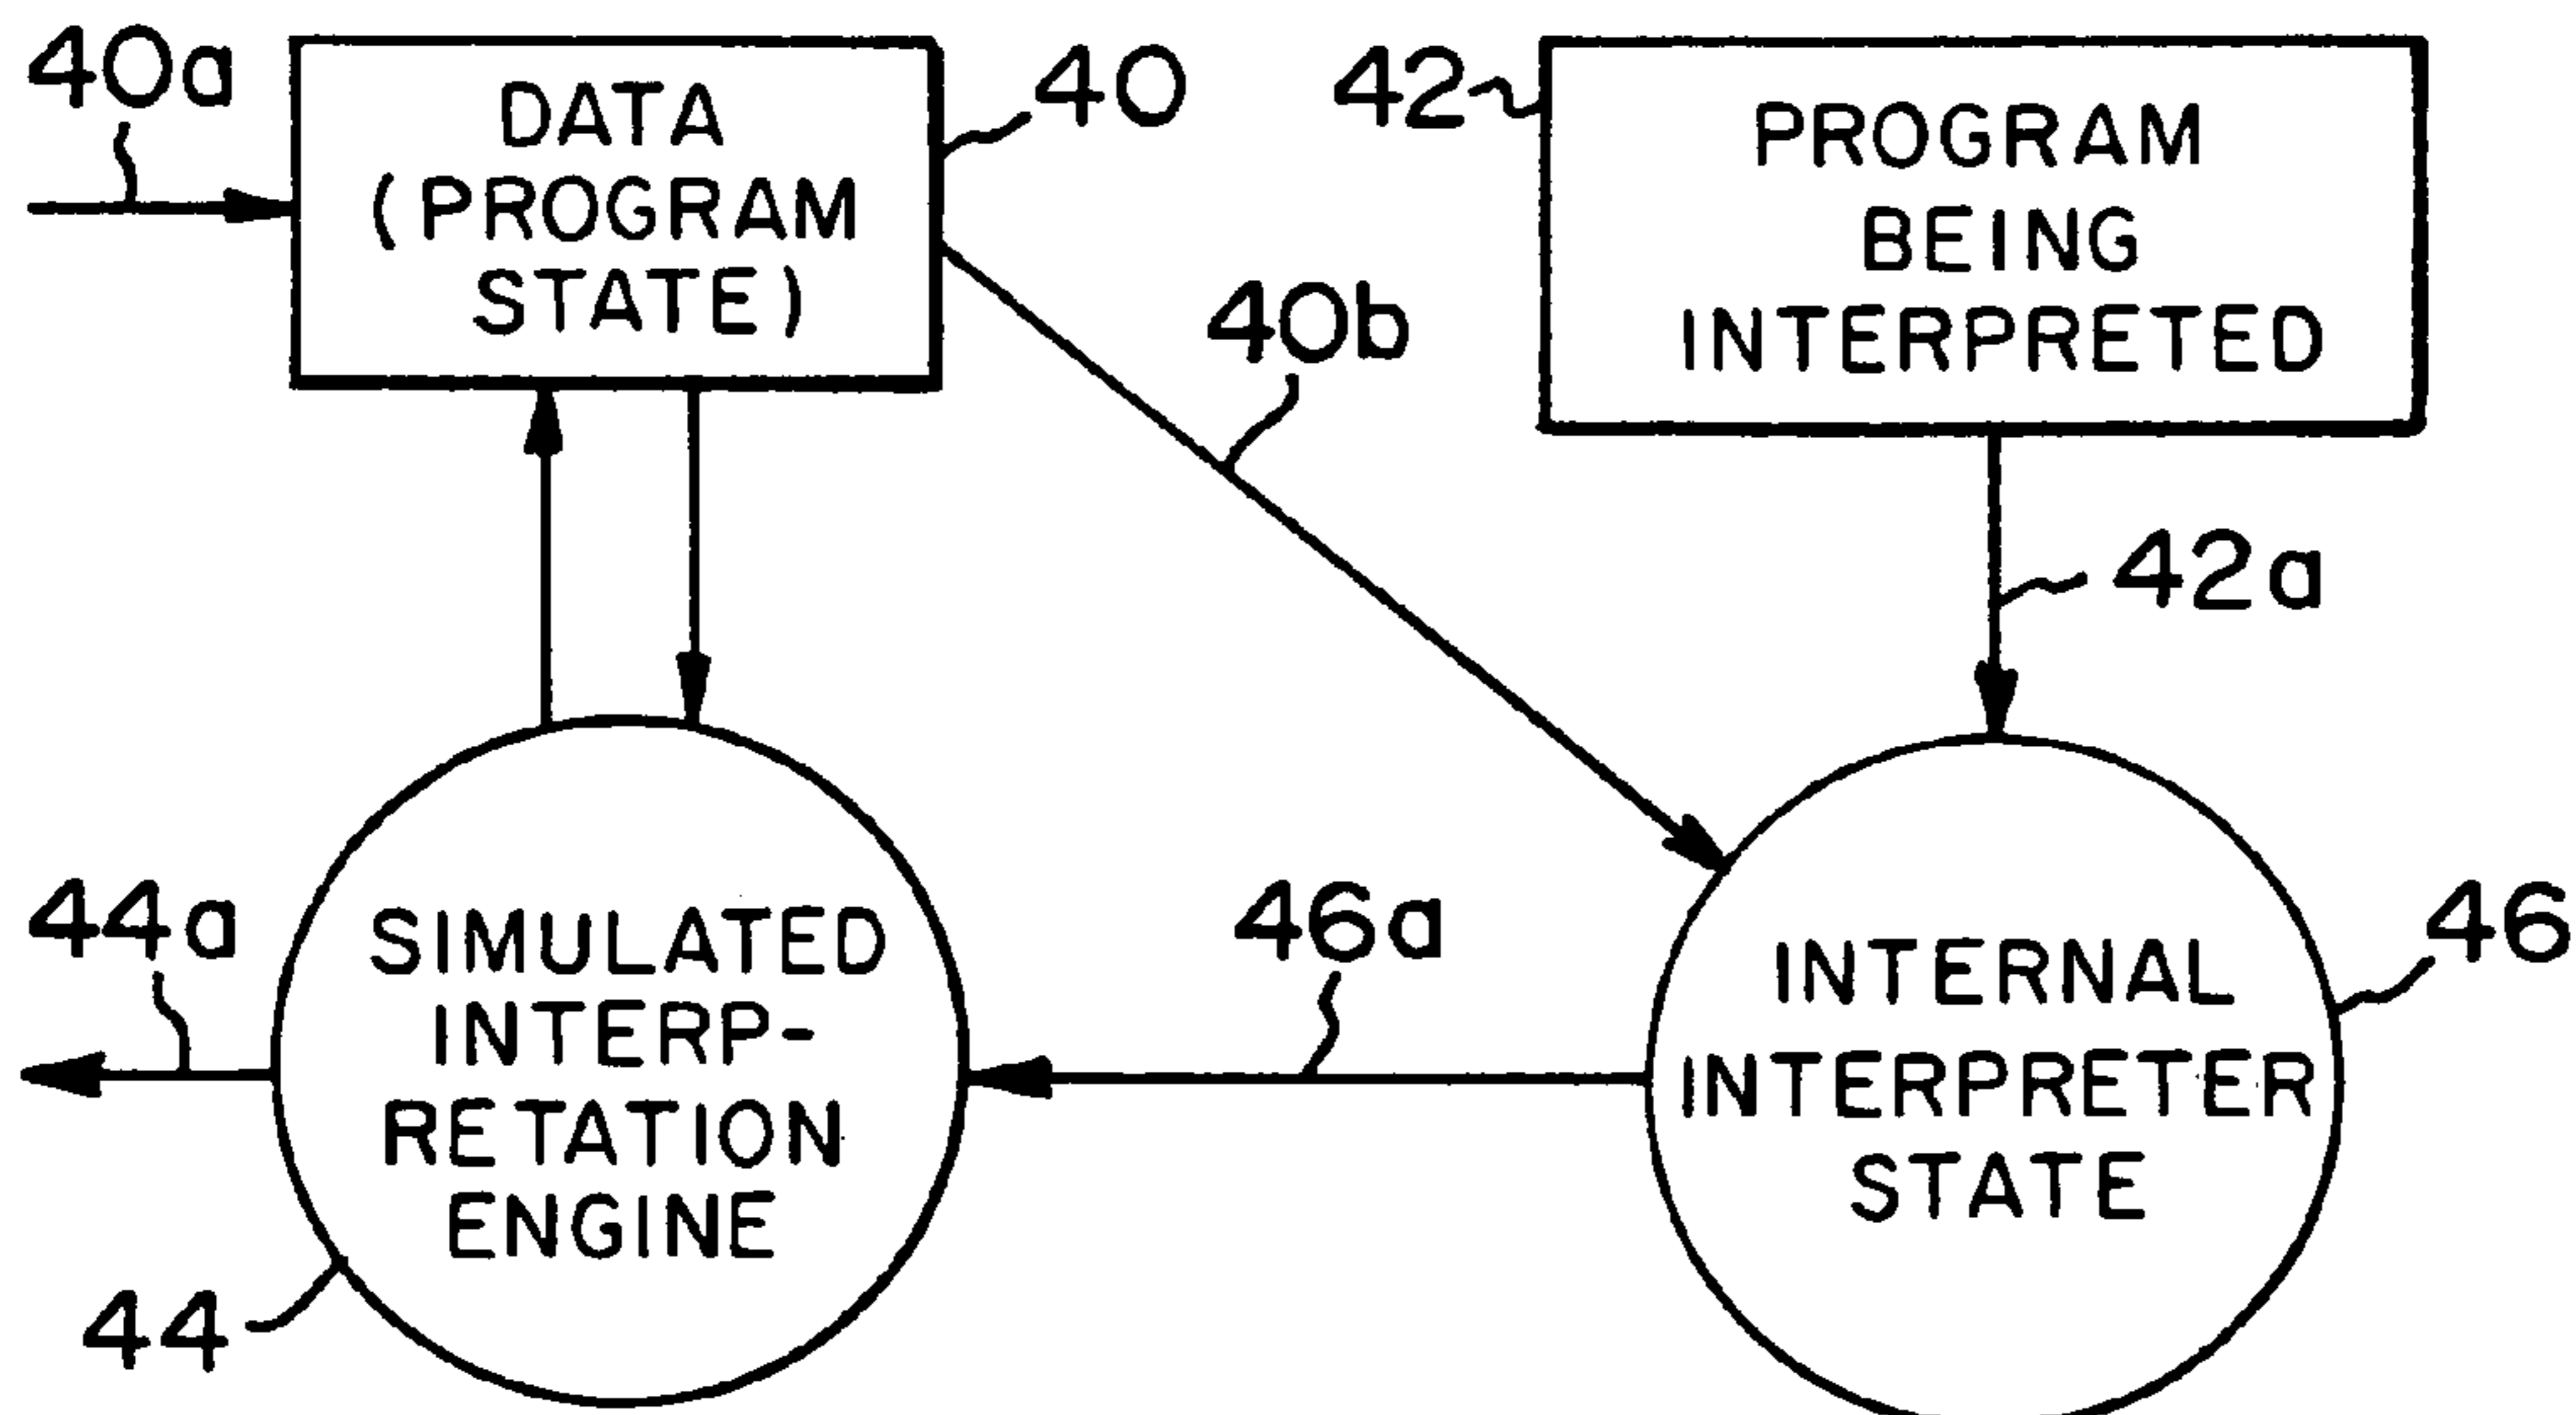 40a
DATA
(PROGRAM
STATE)
40
42
PROGRAM
BEING
INTERPRETED
40b
42a
44a
SIMULATED
INTERP-
RETATION
ENGINE
44
46a
INTERNAL
INTERPRETER
STATE
46